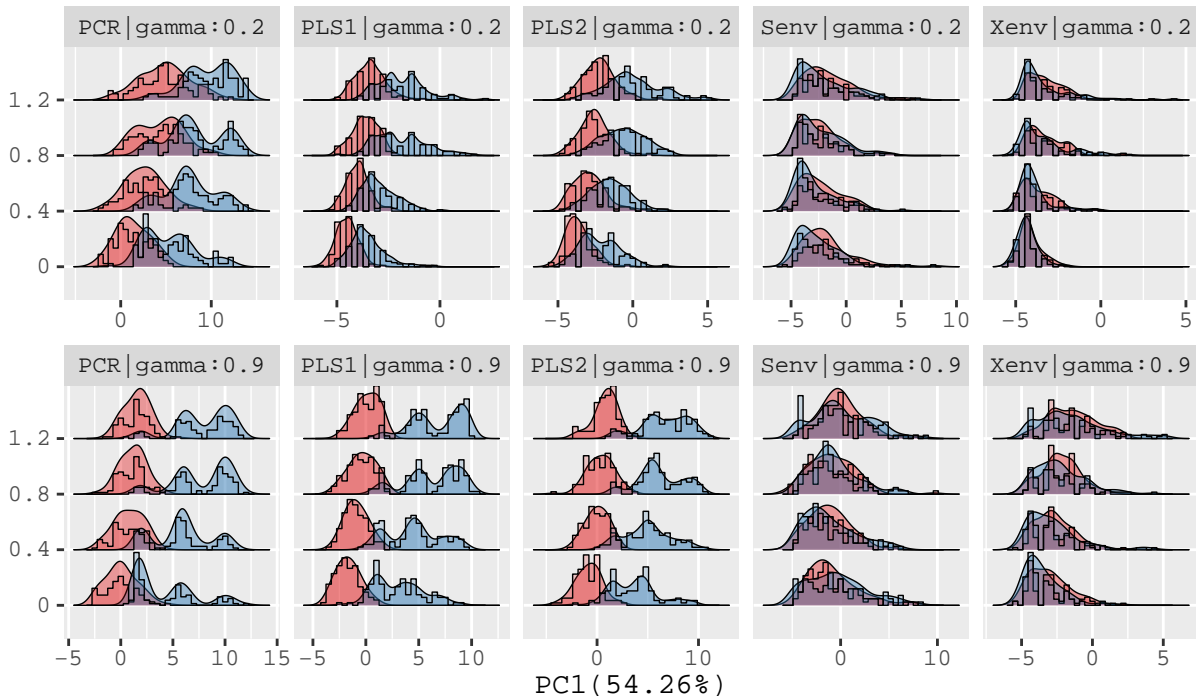 PCR|gamma:0.2 PLS1|gamma:0.2 PLS2|gamma:0.2 Senv|gamma:0.2 Xenv|gamma:0.2
1.2
0.8
0.4
0
0 10 −5 0 0 5 −5 0 5 10 −5 0 5
PCR|gamma:0.9 PLS1|gamma:0.9 PLS2|gamma:0.9 Senv|gamma:0.9 Xenv|gamma:0.9
1.2
0.8
0.4
0
−5 0 5 10 15 −5 0 5 10 0 5 10 0 10 −5 0 5
PC1(54.26%)